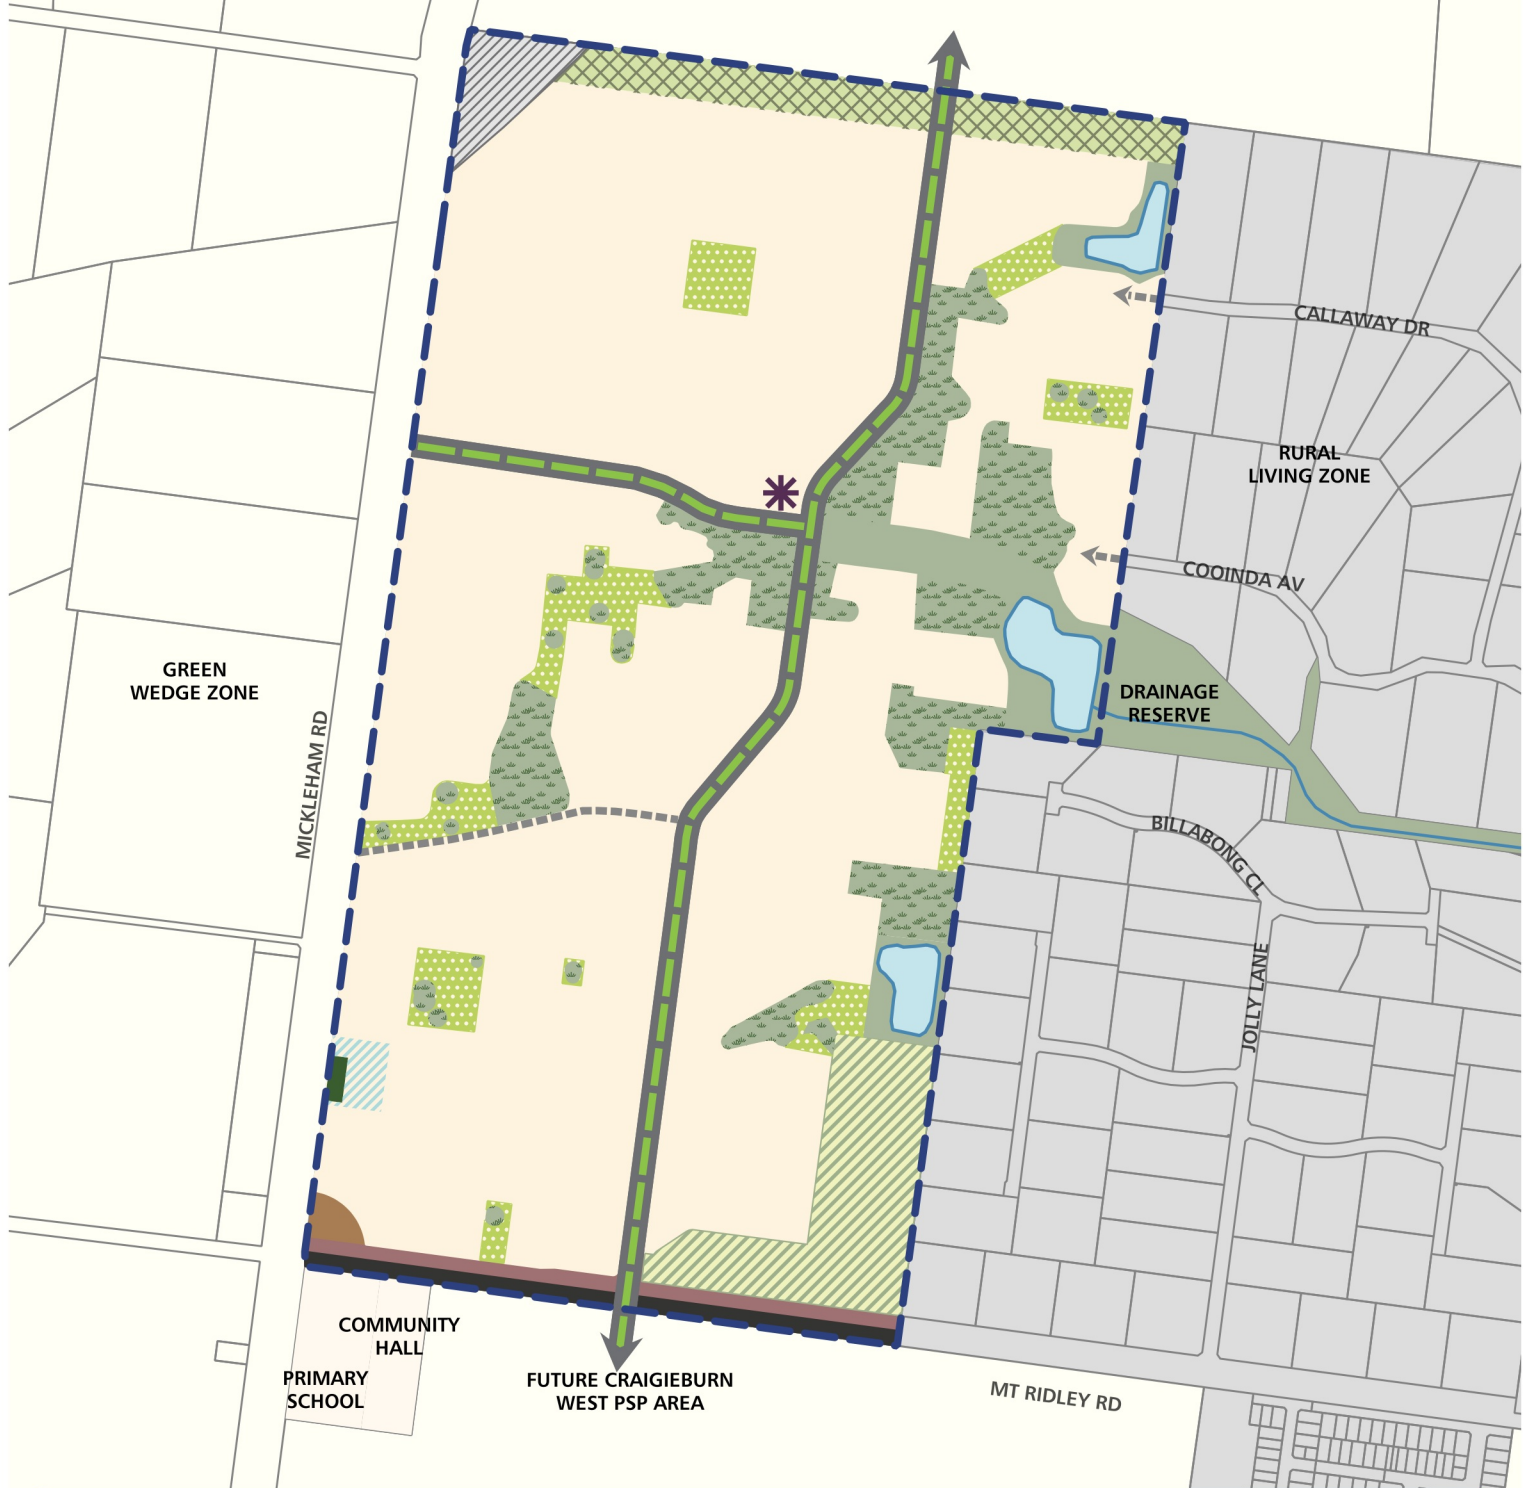 CALLAWAY DR
RURAL
LIVING ZONE
COOINDA AV
GREEN
WEDGE ZONE
DRAINAGE
RESERVE
MICKLEHAM RD
BILLABONG CL
JOLLY LANE
COMMUNITY
HALL
PRIMARY
SCHOOL
FUTURE CRAIGIEBURN
WEST PSP AREA
MT RIDLEY RD